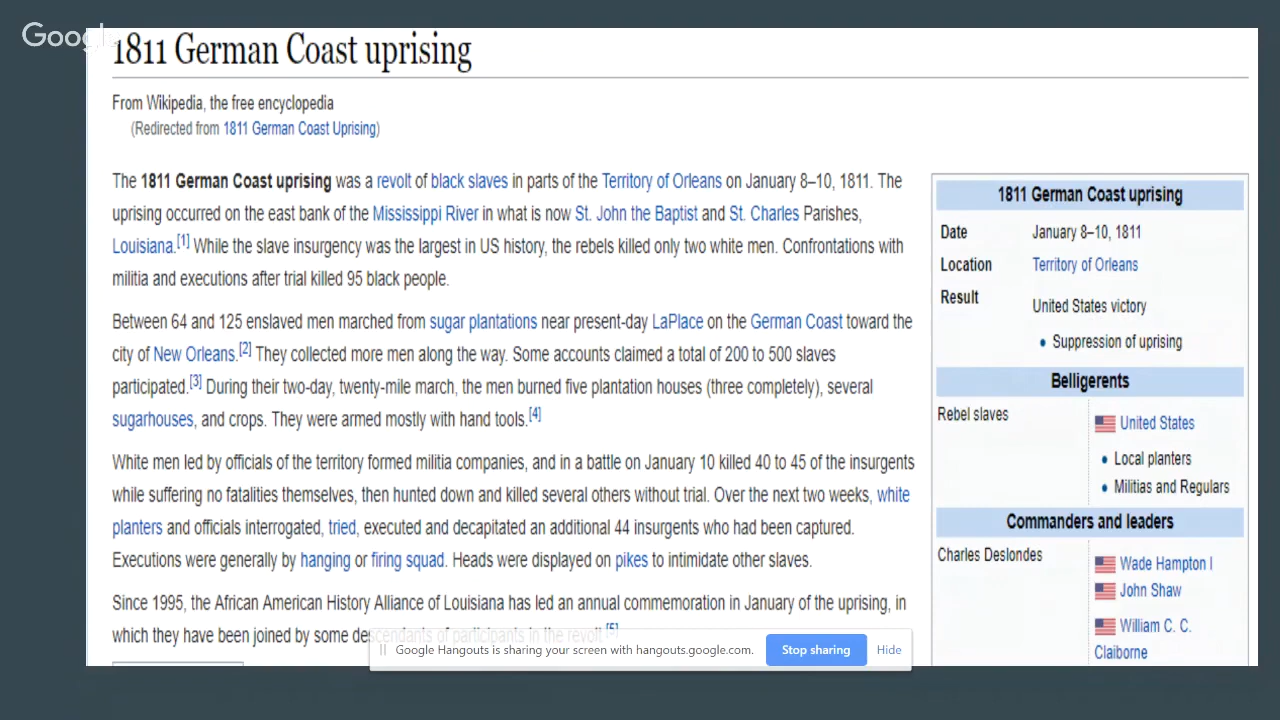 Google
1811 German Coast uprising
From Wikipedia, the free encyclopedia
(Redirected from 1811 German Coast Uprising)
The 1811 German Coast uprising was a revolt of black slaves in parts of the Territory of Orleans on January 8–10, 1811. The
uprising occurred on the east bank of the Mississippi River in what is now St. John the Baptist and St. Charles Parishes,
Louisiana.[1] While the slave insurgency was the largest in US history, the rebels killed only two white men. Confrontations with
militia and executions after trial killed 95 black people.
Between 64 and 125 enslaved men marched from sugar plantations near present-day LaPlace on the German Coast toward the
city of New Orleans.[2] They collected more men along the way. Some accounts claimed a total of 200 to 500 slaves
participated.[3] During their two-day, twenty-mile march, the men burned five plantation houses (three completely), several
sugarhouses, and crops. They were armed mostly with hand tools.[4]
White men led by officials of the territory formed militia companies, and in a battle on January 10 killed 40 to 45 of the insurgents
while suffering no fatalities themselves, then hunted down and killed several others without trial. Over the next two weeks, white
planters and officials interrogated, tried, executed and decapitated an additional 44 insurgents who had been captured.
Executions were generally by hanging or firing squad. Heads were displayed on pikes to intimidate other slaves.
Since 1995, the African American History Alliance of Louisiana has led an annual commemoration in January of the uprising, in
which they have been joined by some descendants of participants in the revolt.[5]
1811 German Coast uprising
Date January 8–10, 1811
Location Territory of Orleans
Result United States victory
• Suppression of uprising
Belligerents
Rebel slaves
United States
• Local planters
• Militias and Regulars
Commanders and leaders
Charles Deslondes
Wade Hampton I
John Shaw
William C. C.
Claiborne
Google Hangouts is sharing your screen with hangouts.google.com. Stop sharing Hide